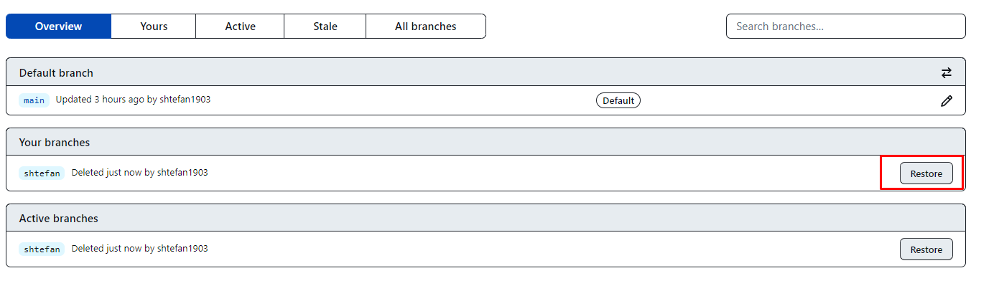 Overview Yours Active Stale All branches Search branches...
Default branch
main Updated 3 hours ago by shtefan1903 Default
Your branches
shtefan Deleted just now by shtefan1903 Restore
Active branches
shtefan Deleted just now by shtefan1903 Restore